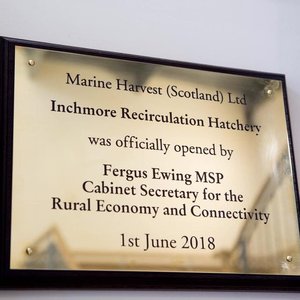 Marine Harvest (Scotland) Ltd
Inchmore Recirculation Hatchery
was officially opened by
Fergus Ewing MSP
Cabinet Secretary for the
Rural Economy and Connectivity
1st June 2018